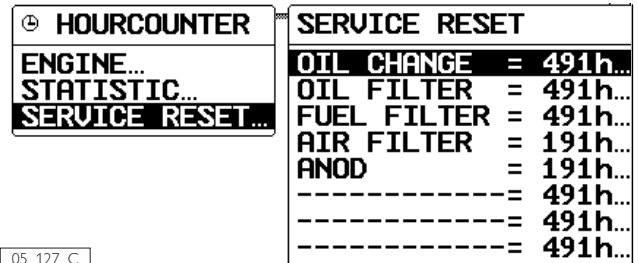 HOURCOUNTER
ENGINE...
STATISTIC...
SERVICE RESET...
SERVICE RESET
OIL CHANGE = 491h...
OIL FILTER = 491h...
FUEL FILTER = 491h...
AIR FILTER = 191h...
ANOD = 191h...
------------= 491h...
------------= 491h...
------------= 491h...
05_127_C